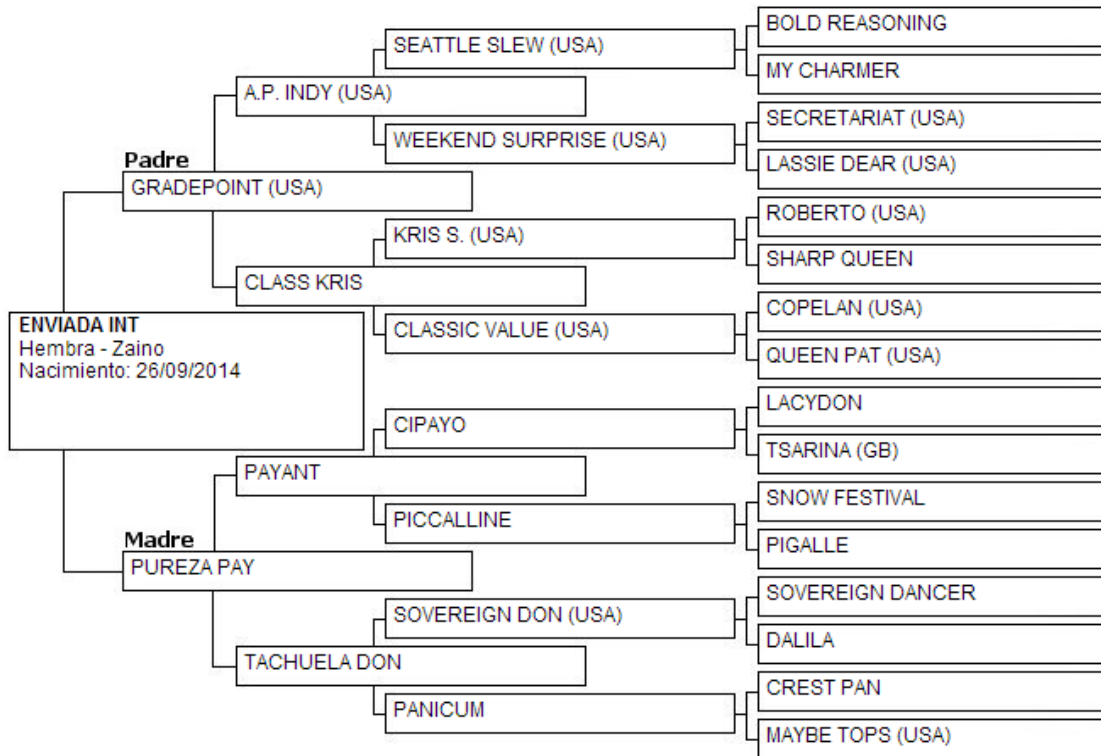 BOLD REASONING
SEATTLE SLEW (USA)
MY CHARMER
A.P. INDY (USA)
SECRETARIAT (USA)
WEEKEND SURPRISE (USA)
LASSIE DEAR (USA)
Padre
GRADEPOINT (USA)
ROBERTO (USA)
KRIS S. (USA)
SHARP QUEEN
CLASS KRIS
COPELAN (USA)
CLASSIC VALUE (USA)
QUEEN PAT (USA)
ENVIADA INT
Hembra - Zaino
Nacimiento: 26/09/2014
LACYDON
CIPAYO
TSARINA (GB)
PAYANT
SNOW FESTIVAL
PICCALLINE
PIGALLE
Madre
PUREZA PAY
SOVEREIGN DANCER
SOVEREIGN DON (USA)
DALILA
TACHUELA DON
CREST PAN
PANICUM
MAYBE TOPS (USA)